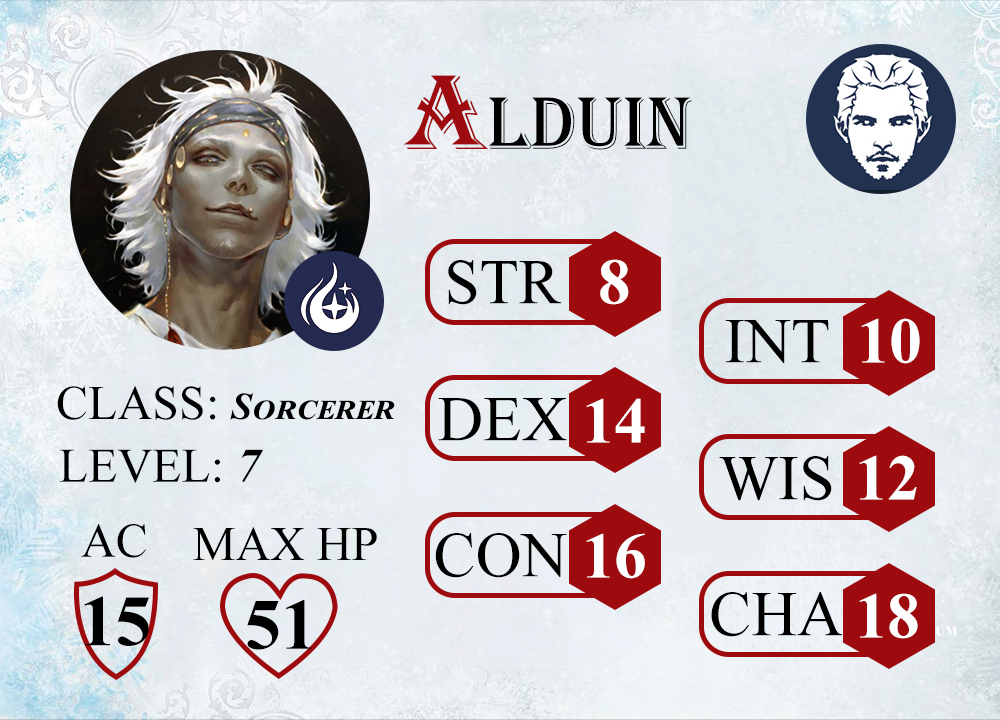 ALDUIN
STR 8
DEX 14
CON 16
INT 10
WIS 12
CHA 18
CLASS: SORCERER
LEVEL: 7
AC
15
MAX HP
51
UM